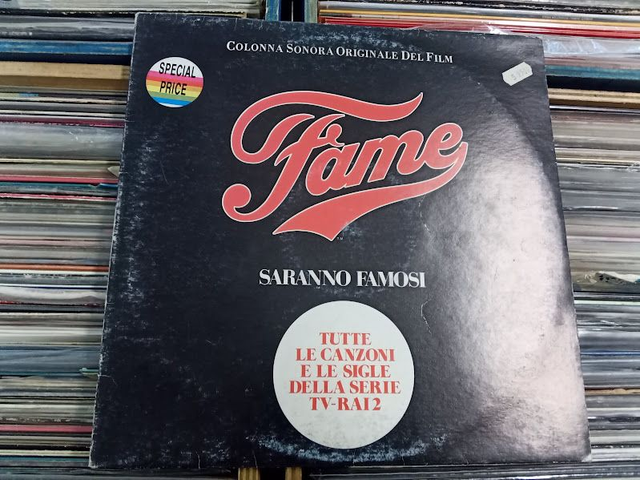 COLONNA SONORA ORIGINALE DEL FILM
SPECIAL
PRICE
Fame
TM
SARANNO FAMOSI
TUTTE
LE CANZONI
E LE SIGLE
DELLA SERIE
TV-RAI 2